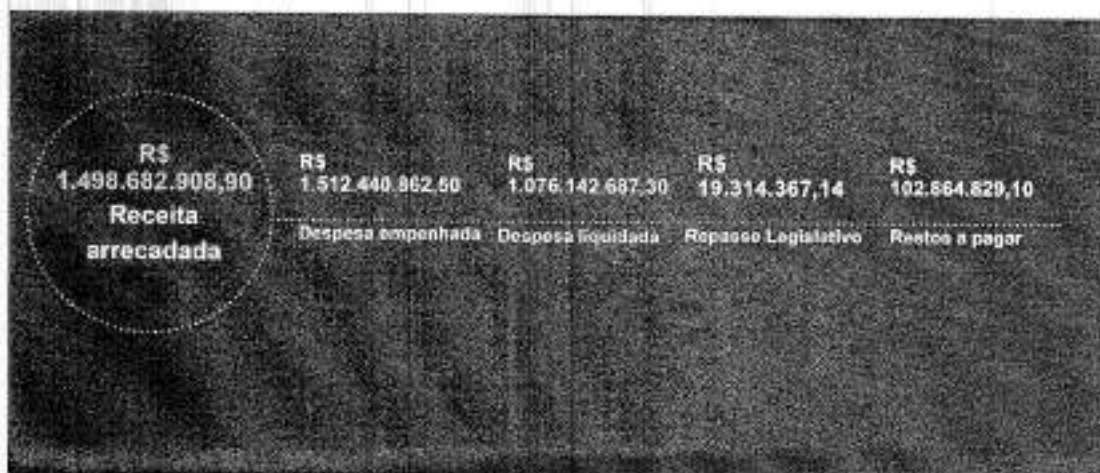 R$
1.498.682.908,90
Receita
arrecadada
R$
1.512.440.862,60
Despesa empenhada
R$
1.076.142.687,30
Despesa liquidada
R$
19.314.367,14
Repasse Legislativo
R$
102.864.829,10
Restos a pagar